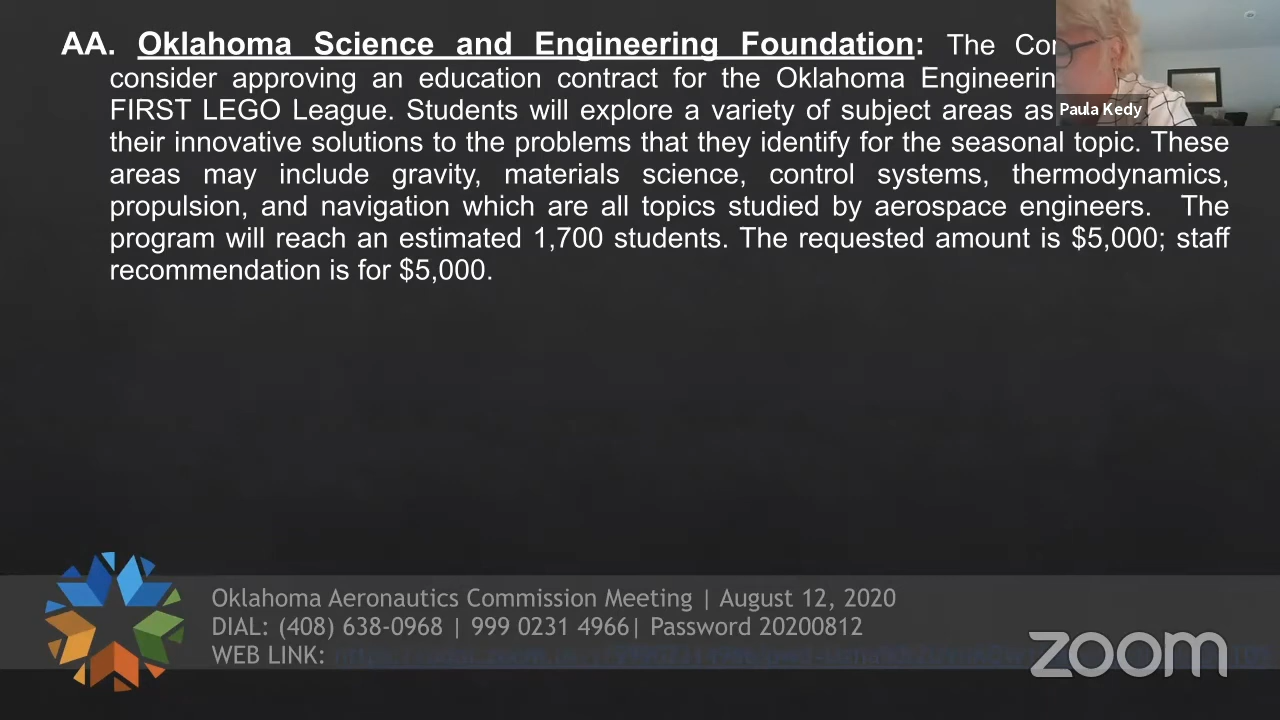 AA. Oklahoma Science and Engineering Foundation: The
consider approving an education contract for the Oklahoma
FIRST LEGO League. Students will explore a variety of subject areas as
Paula Kedy
their innovative solutions to the problems that they identify for the seasonal topic. These
areas may include gravity, materials science, control systems, thermodynamics,
propulsion, and navigation which are all topics studied by aerospace engineers. The
program will reach an estimated 1,700 students. The requested amount is $5,000; staff
recommendation is for $5,000.
Oklahoma Aeronautics Commission Meeting | August 12, 2020
DIAL: (408) 638-0968 | 999 0231 4966| Password 20200812
WEB LINK:
zoom